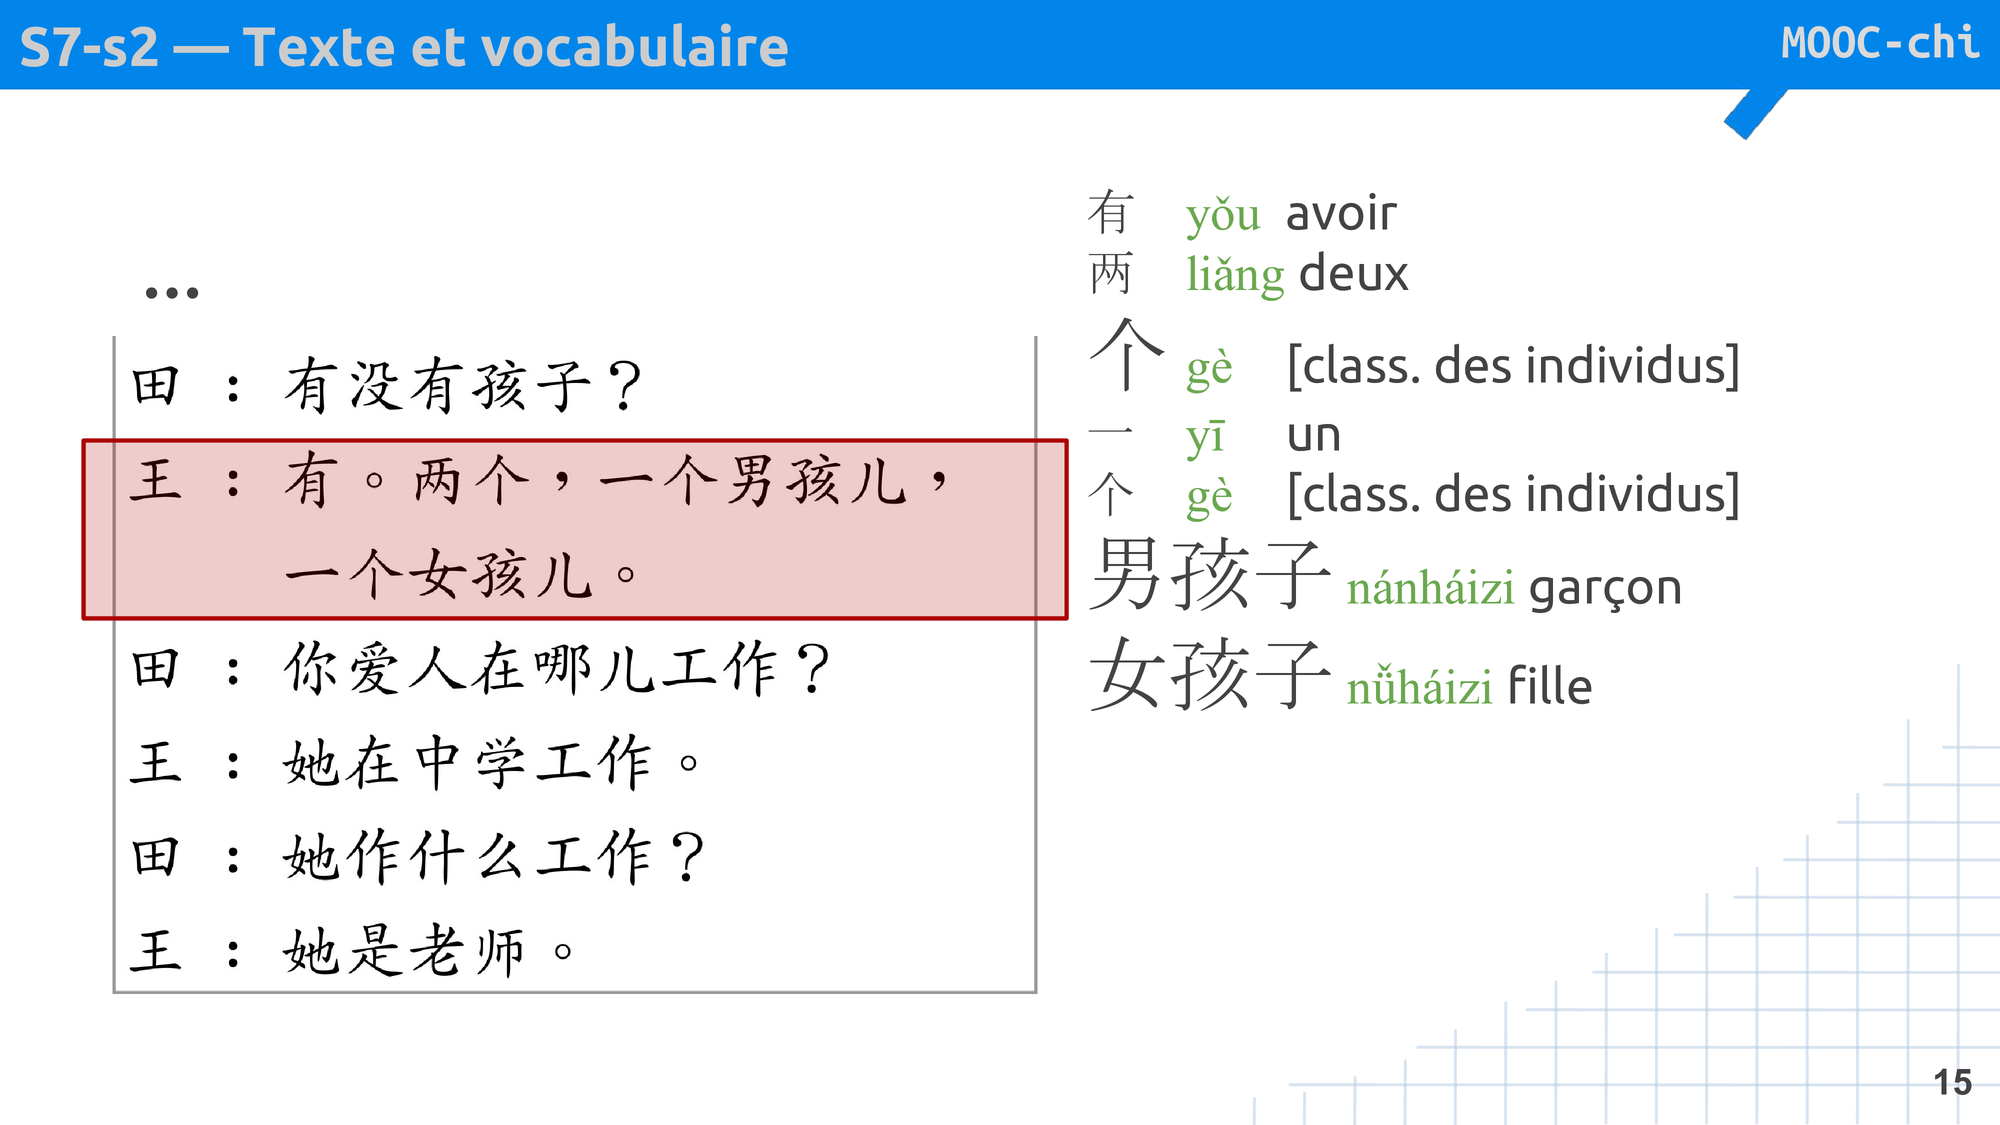 S7-s2 — Texte et vocabulaire
MOOC-chi
...
田 : 有没有孩子？
王 : 有。两个，一个男孩儿，
一个女孩儿。
田 : 你爱人在哪儿工作？
王 : 她在中学工作。
田 : 她作什么工作？
王 : 她是老师。
有 yǒu avoir
两 liǎng deux
个 gè [class. des individus]
一 yī un
个 gè [class. des individus]
男孩子 nánháizi garçon
女孩子 nǚháizi fille
15